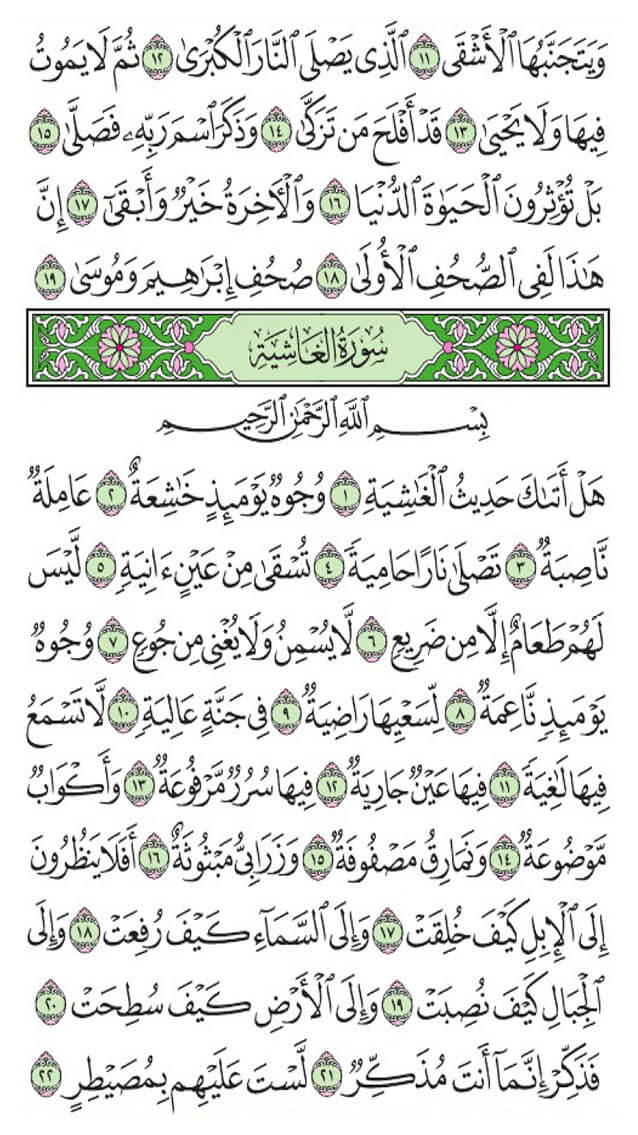 وَيَتَجَنَّبُهَا ٱلْأَشْقَى ١١ ٱلَّذِي يَصْلَى ٱلنَّارَ ٱلْكُبْرَىٰ ١٢ ثُمَّ لَا يَمُوتُ
فِيهَا وَلَا يَحْيَىٰ ١٣ قَدْ أَفْلَحَ مَن تَزَكَّىٰ ١٤ وَذَكَرَ ٱسْمَ رَبِّهِۦ فَصَلَّىٰ ١٥
بَلْ تُؤْثِرُونَ ٱلْحَيَوٰةَ ٱلدُّنْيَا ١٦ وَٱلْأٓخِرَةُ خَيْرٌ وَأَبْقَىٰٓ ١٧ إِنَّ
هَٰذَا لَفِي ٱلصُّحُفِ ٱلْأُولَىٰ ١٨ صُحُفِ إِبْرَٰهِيمَ وَمُوسَىٰ ١٩
سُورَةُ الغَاشِيَةِ
بِسْمِ ٱللَّهِ ٱلرَّحْمَٰنِ ٱلرَّحِيمِ
هَلْ أَتَىٰكَ حَدِيثُ ٱلْغَٰشِيَةِ ١ وُجُوهٌ يَوْمَئِذٍ خَٰشِعَةٌ ٢ عَامِلَةٌ
نَّاصِبَةٌ ٣ تَصْلَىٰ نَارًا حَامِيَةً ٤ تُسْقَىٰ مِنْ عَيْنٍ ءَانِيَةٍ ٥ لَّيْسَ
لَهُمْ طَعَامٌ إِلَّا مِن ضَرِيعٍ ٦ لَّا يُسْمِنُ وَلَا يُغْنِي مِن جُوعٍ ٧ وُجُوهٌ
يَوْمَئِذٍ نَّاعِمَةٌ ٨ لِّسَعْيِهَا رَاضِيَةٌ ٩ فِي جَنَّةٍ عَالِيَةٍ ١٠ لَّا تَسْمَعُ
فِيهَا لَٰغِيَةً ١١ فِيهَا عَيْنٌ جَارِيَةٌ ١٢ فِيهَا سُرُرٌ مَّرْفُوعَةٌ ١٣ وَأَكْوَابٌ
مَّوْضُوعَةٌ ١٤ وَنَمَارِقُ مَصْفُوفَةٌ ١٥ وَزَرَابِيُّ مَبْثُوثَةٌ ١٦ أَفَلَا يَنظُرُونَ
إِلَى ٱلْإِبِلِ كَيْفَ خُلِقَتْ ١٧ وَإِلَى ٱلسَّمَآءِ كَيْفَ رُفِعَتْ ١٨ وَإِلَى
ٱلْجِبَالِ كَيْفَ نُصِبَتْ ١٩ وَإِلَى ٱلْأَرْضِ كَيْفَ سُطِحَتْ ٢٠
فَذَكِّرْ إِنَّمَآ أَنتَ مُذَكِّرٌ ٢١ لَّسْتَ عَلَيْهِم بِمُصَيْطِرٍ ٢٢